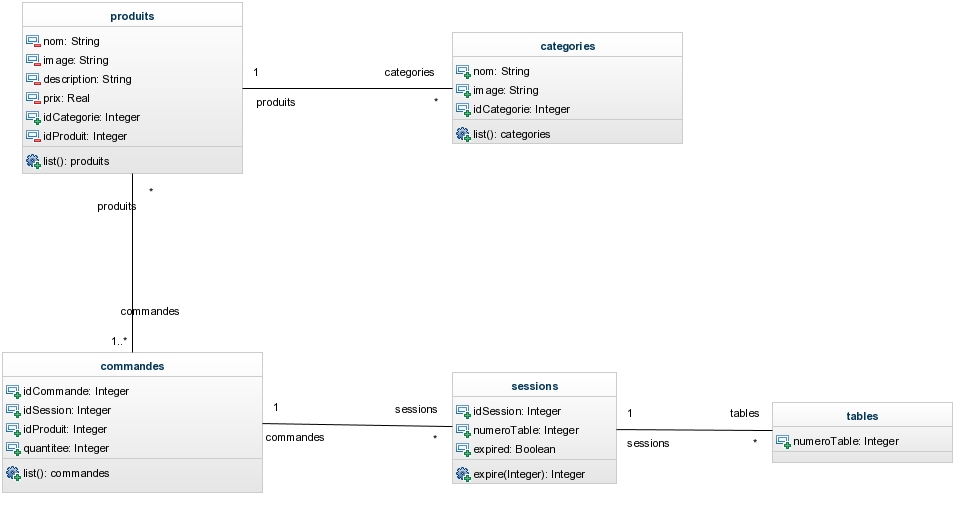 produits
nom: String
image: String
description: String
prix: Real
idCategorie: Integer
idProduit: Integer
list(): produits
categories
nom: String
image: String
idCategorie: Integer
list(): categories
1
categories
produits
*
*
produits
commandes
1..*
commandes
idCommande: Integer
idSession: Integer
idProduit: Integer
quantitee: Integer
list(): commandes
1
sessions
commandes
*
sessions
idSession: Integer
numeroTable: Integer
expired: Boolean
expire(Integer): Integer
1
tables
sessions
*
tables
numeroTable: Integer